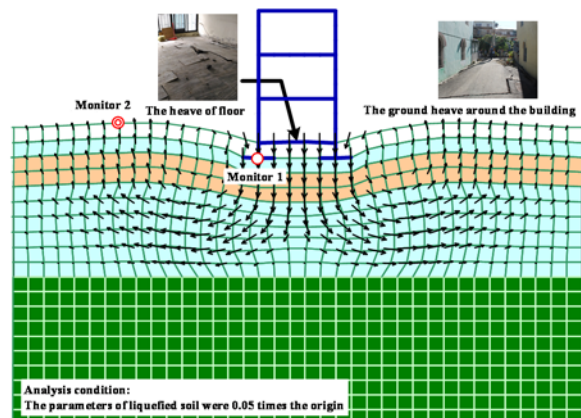 Monitor 2
The heave of floor
The ground heave around the building
Monitor 1
Analysis condition:
The parameters of liquefied soil were 0.05 times the origin